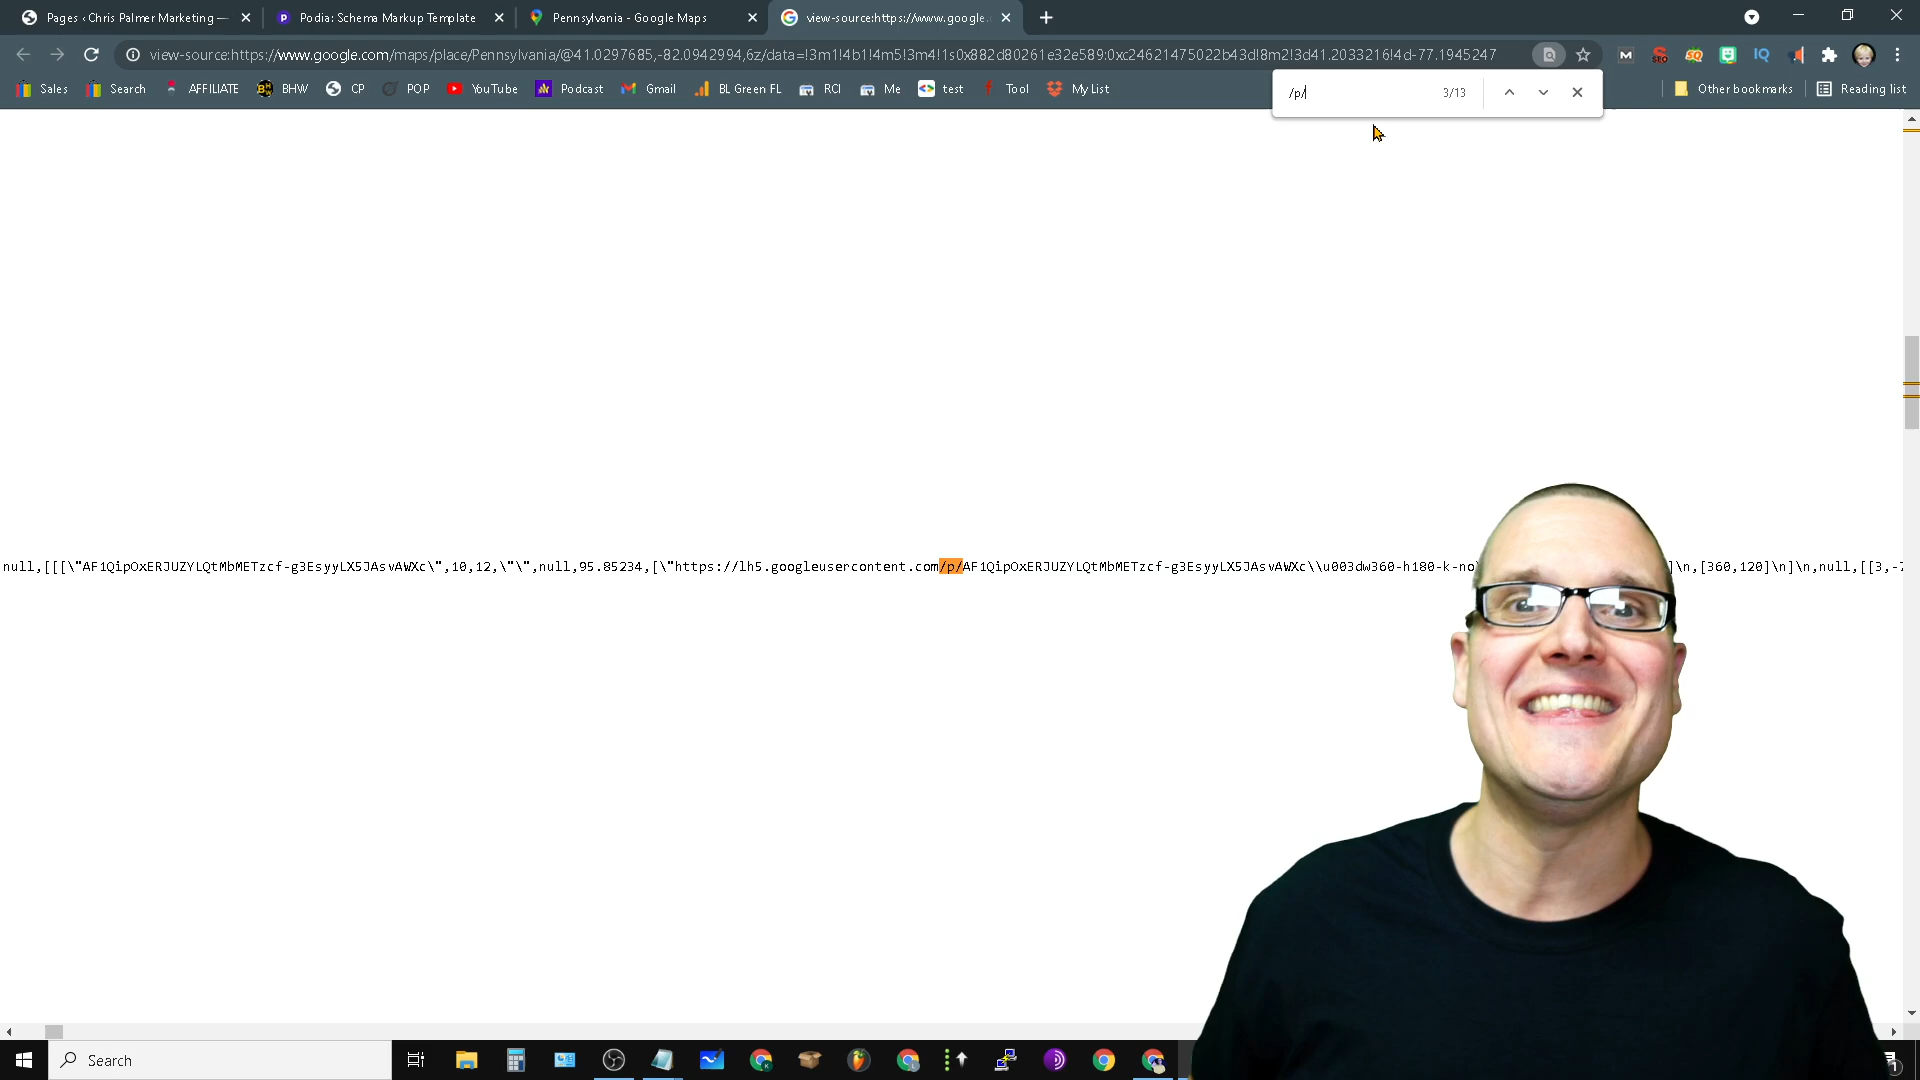 Pages ‹ Chris Palmer Marketing —
Podia: Schema Markup Template
Pennsylvania - Google Maps
view-source:https://www.google.
view-source:https://www.google.com/maps/place/Pennsylvania/@41.0297685,-82.0942994,6z/data=!3m1!4b1!4m5!3m4!1s0x882d80261e32e589:0xc24621475022b43d!8m2!3d41.2033216!4d-77.1945247
Sales
Search
AFFILIATE
BHW
CP
POP
YouTube
Podcast
Gmail
BL Green FL
RCI
Me
test
Tool
My List
Other bookmarks
Reading list
/p/
3/13
null,[[[\"AF1QipOxERJUZYLQtMbMETzcf-g3EsyyLX5JAsvAWXc\",10,12,\"\",null,95.85234,[\"https://lh5.googleusercontent.com/p/AF1QipOxERJUZYLQtMbMETzcf-g3EsyyLX5JAsvAWXc\\u003dw360-h180-k-no\ ]\n,[360,120]\n]\n,null,[[3,-7
Search